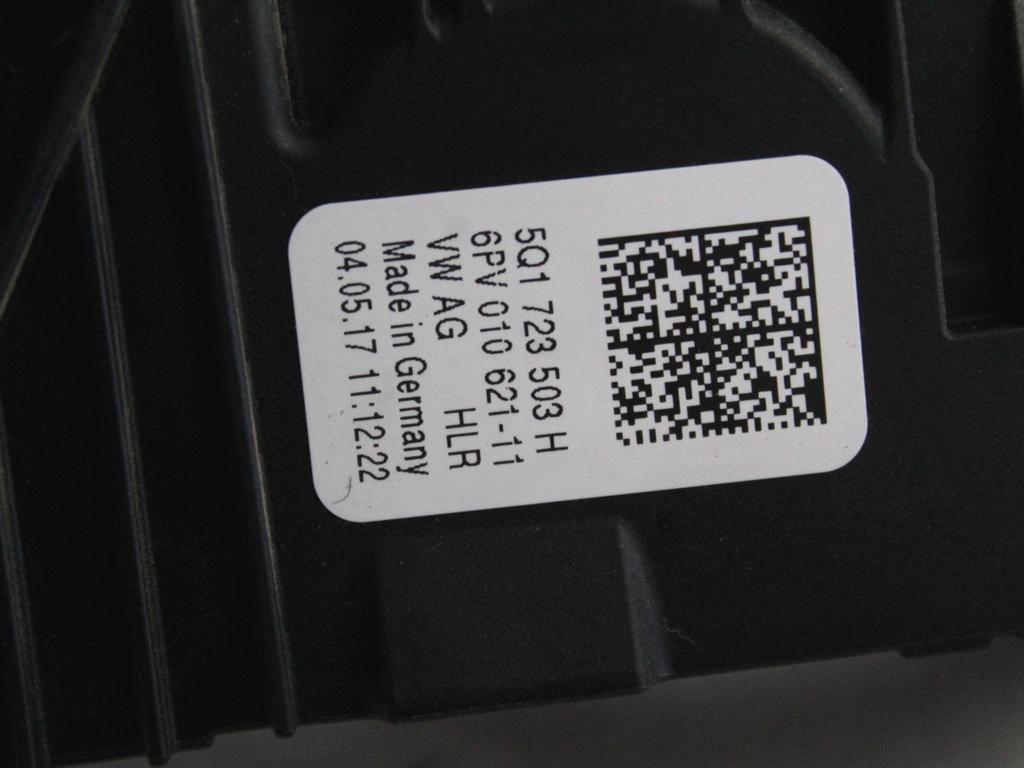 5Q1 723 503 H
6PV 010 621-11
VW AG HLR
Made in Germany
04.05.17 11:12:22